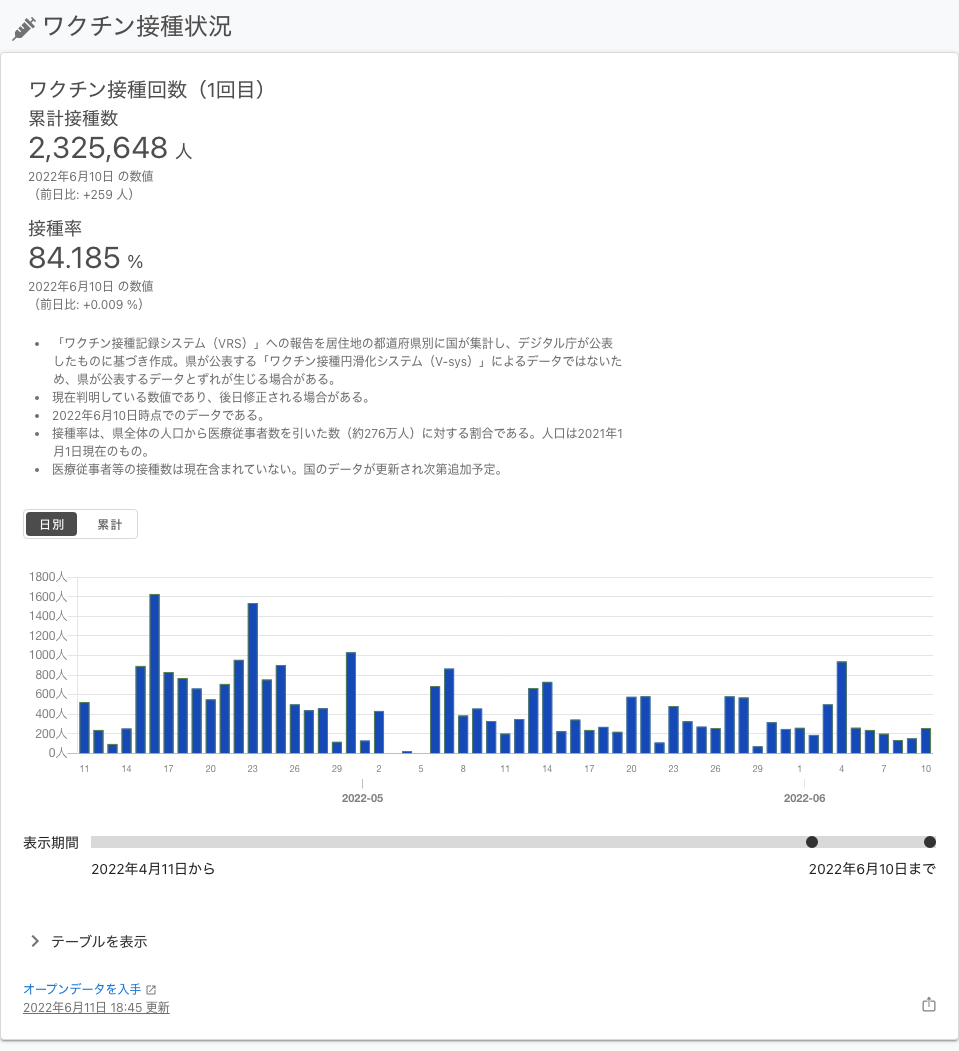 ワクチン接種状況
ワクチン接種回数（1回目）
累計接種数
2,325,648 人
2022年6月10日 の数値
（前日比: +259 人）
接種率
84.185 %
2022年6月10日 の数値
（前日比: +0.009 %）
• 「ワクチン接種記録システム（VRS）」への報告を居住地の都道府県別に国が集計し、デジタル庁が公表
したものに基づき作成。県が公表する「ワクチン接種円滑化システム（V-sys）」によるデータではないた
め、県が公表するデータとずれが生じる場合がある。
• 現在判明している数値であり、後日修正される場合がある。
• 2022年6月10日時点でのデータである。
• 接種率は、県全体の人口から医療従事者数を引いた数（約276万人）に対する割合である。人口は2021年1
月1日現在のもの。
• 医療従事者等の接種数は現在含まれていない。国のデータが更新され次第追加予定。
日別 累計
1800人
1600人
1400人
1200人
1000人
800人
600人
400人
200人
0人
11 14 17 20 23 26 29 2 5 8 11 14 17 20 23 26 29 1 4 7 10
2022-05 2022-06
表示期間
2022年4月11日から 2022年6月10日まで
テーブルを表示
オープンデータを入手
2022年6月11日 18:45 更新